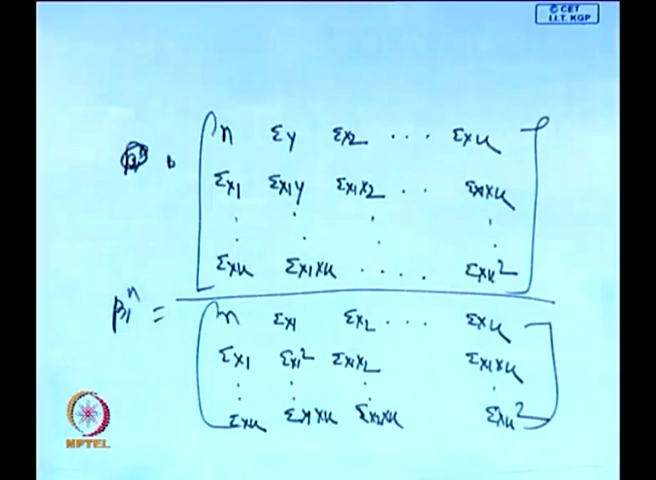 © CET
I.I.T. KGP
n Σy Σx2 ... Σxk
Σx1 Σx1y Σx1x2 .. Σx1xk
Σxk Σx1xk .... Σxk²
β1^ =
n Σx1 Σx2 ... Σxk
Σx1 Σx1² Σx1x2 Σx1xk
Σxk Σx1xk Σx2xk Σxk²
NPTEL